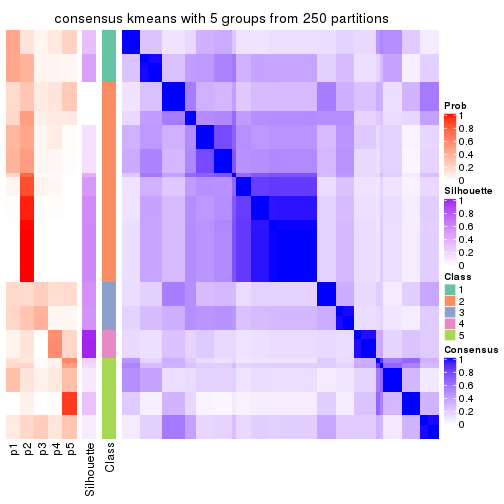 consensus kmeans with 5 groups from 250 partitions
Prob
1
0.8
0.6
0.4
0.2
0
Silhouette
1
0.8
0.6
0.4
0.2
0
Class
1
2
3
4
5
Consensus
1
0.8
0.6
0.4
0.2
0
p1
p2
p3
p4
p5
Silhouette
Class